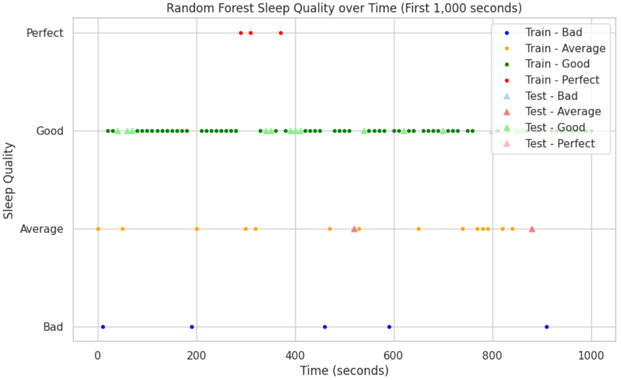 Random Forest Sleep Quality over Time (First 1,000 seconds)
Perfect
Good
Average
Bad
Sleep Quality
0
200
400
600
800
1000
Time (seconds)
Train - Bad
Train - Average
Train - Good
Train - Perfect
Test - Bad
Test - Average
Test - Good
Test - Perfect